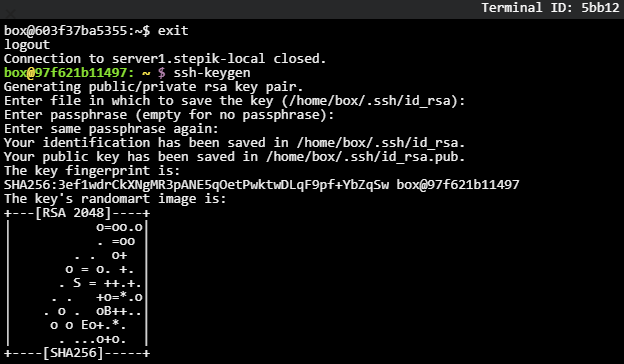 Terminal ID: 5bb12
box@603f37ba5355:~$ exit
logout
Connection to server1.stepik-local closed.
box@97f621b11497: ~ $ ssh-keygen
Generating public/private rsa key pair.
Enter file in which to save the key (/home/box/.ssh/id_rsa):
Enter passphrase (empty for no passphrase):
Enter same passphrase again:
Your identification has been saved in /home/box/.ssh/id_rsa.
Your public key has been saved in /home/box/.ssh/id_rsa.pub.
The key fingerprint is:
SHA256:3ef1wdrCkXNgMR3pANE5qOetPwktwDLqF9pf+YbZqSw box@97f621b11497
The key's randomart image is:
+---[RSA 2048]----+
|           o=oo.o|
|           . =oo |
|        . .  o+  |
|       o = o. +. |
|      . S = ++.+.|
|     . .   +o=*.o|
|    . o .  oB++..|
|     o o Eo+.*.  |
|      . ...o+o.  |
+----[SHA256]-----+